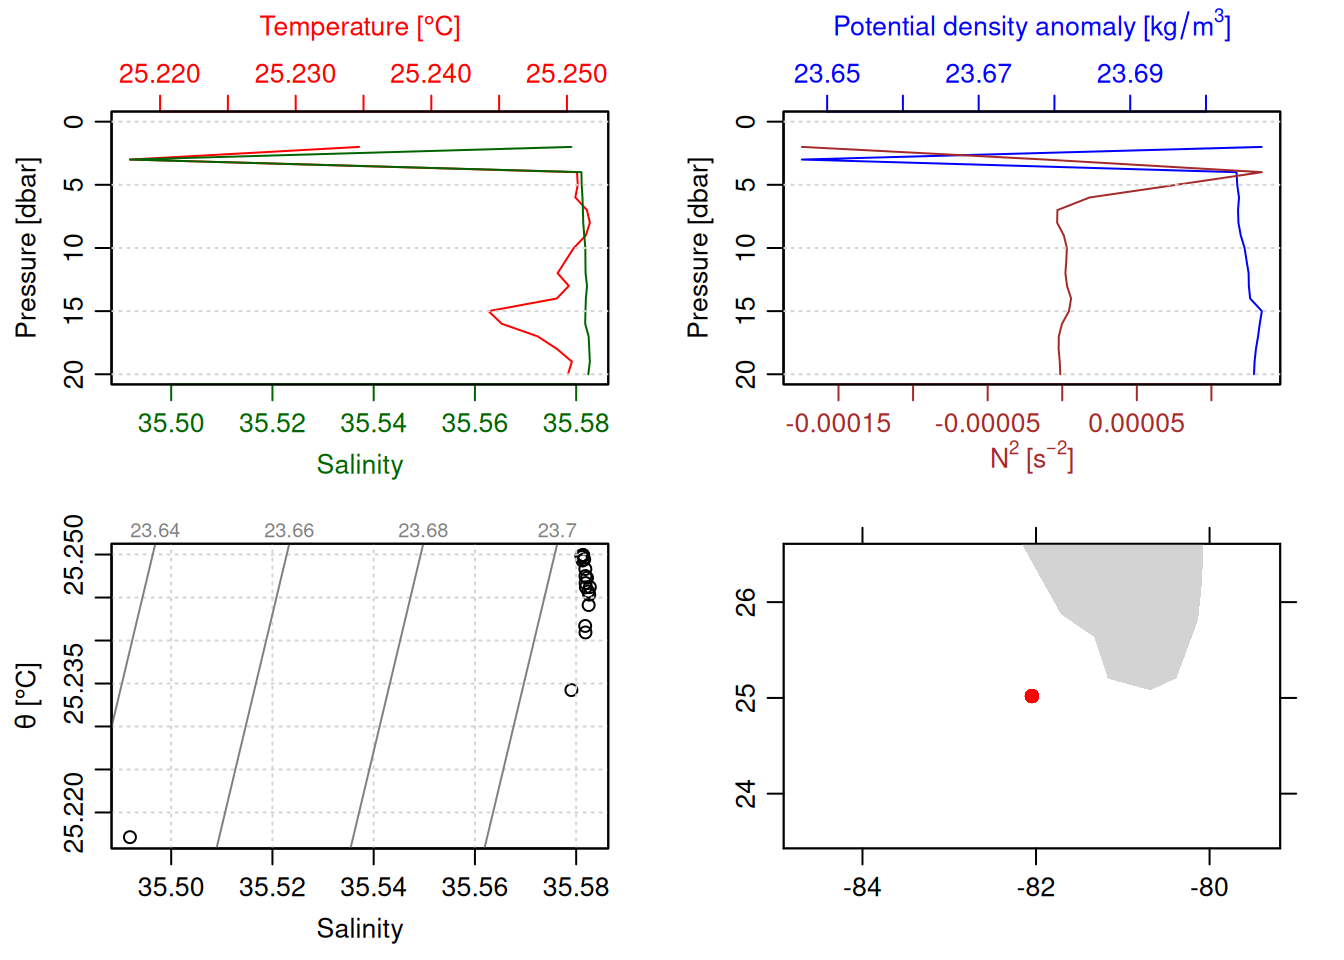 Temperature [°C]
25.220 25.230 25.240 25.250
Pressure [dbar]
0
5
10
15
20
35.50 35.52 35.54 35.56 35.58
Salinity
Potential density anomaly [kg/m³]
23.65 23.67 23.69
Pressure [dbar]
0
5
10
15
20
-0.00015 -0.00005 0.00005
N² [s⁻²]
23.64 23.66 23.68 23.7
θ [°C]
25.250
25.235
25.220
35.50 35.52 35.54 35.56 35.58
Salinity
26
25
24
-84 -82 -80